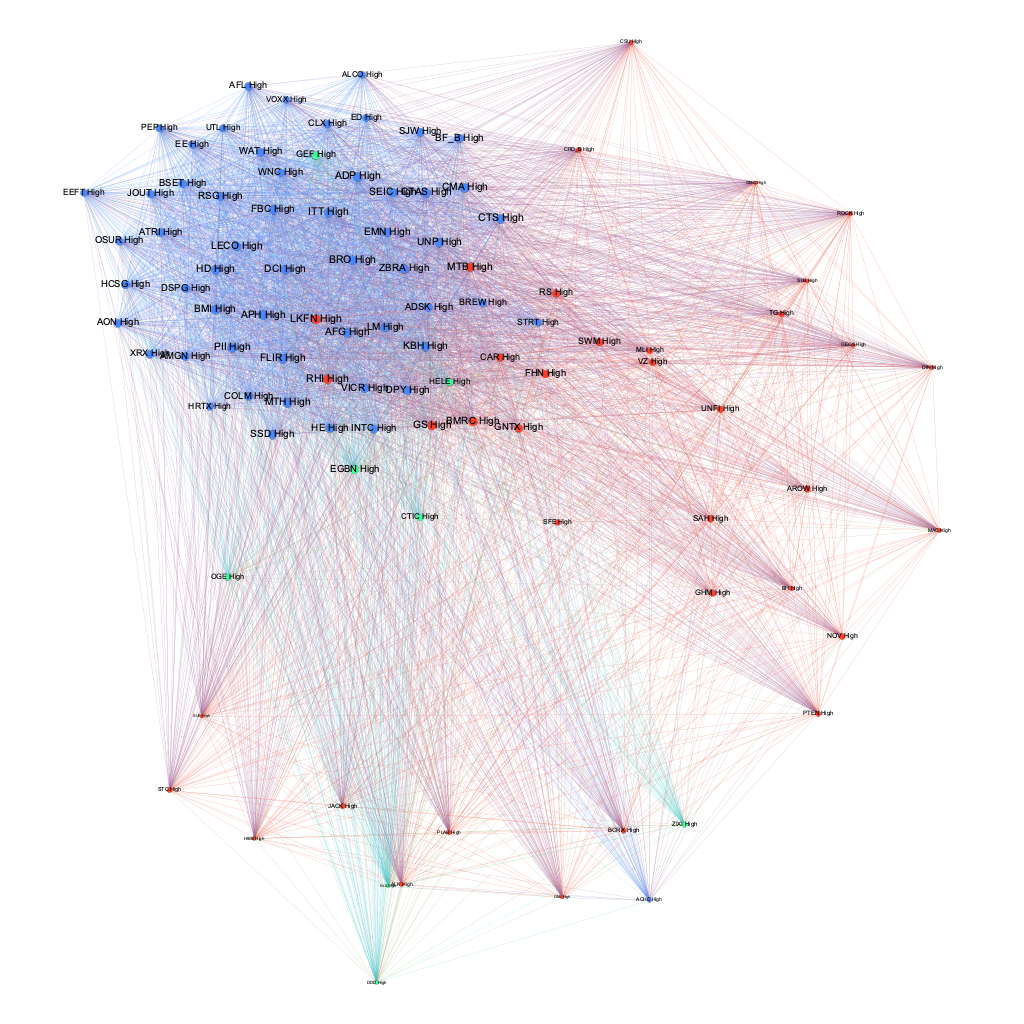 CSU High
ALCO High
AFL High
VOXX High
ED High
CLX High
PEP High
UTL High
SJW High
BF_B High
EE High
WAT High
GEF High
CRD_B High
WNC High
ADP High
BSET High
EEFT High
JOUT High
RSG High
SEIC High
CMA High
ROCK High
FBC High
ITT High
CTS High
ATRI High
EMN High
OSUR High
LECO High
UNP High
BRO High
HD High
DCI High
ZBRA High
MTB High
HCSG High
DSPG High
RS High
BREW High
BMI High
APH High
ADSK High
TG High
AON High
LKFN High
STRT High
AFG High
LM High
SWM High
PII High
KBH High
XRX High
AMGN High
FLIR High
CAR High
MLI High
VZ High
FHN High
RHI High
HELE High
VICR High
OPY High
COLM High
MTH High
HRTX High
UNFI High
SSD High
HE High
INTC High
GS High
BMRC High
GNTX High
EGBN High
AROW High
CTIC High
SFE High
SAH High
OGE High
GHM High
NOV High
PTEN High
STC High
JACK High
PLAB High
BCRX High
ZIXI High
ALK High